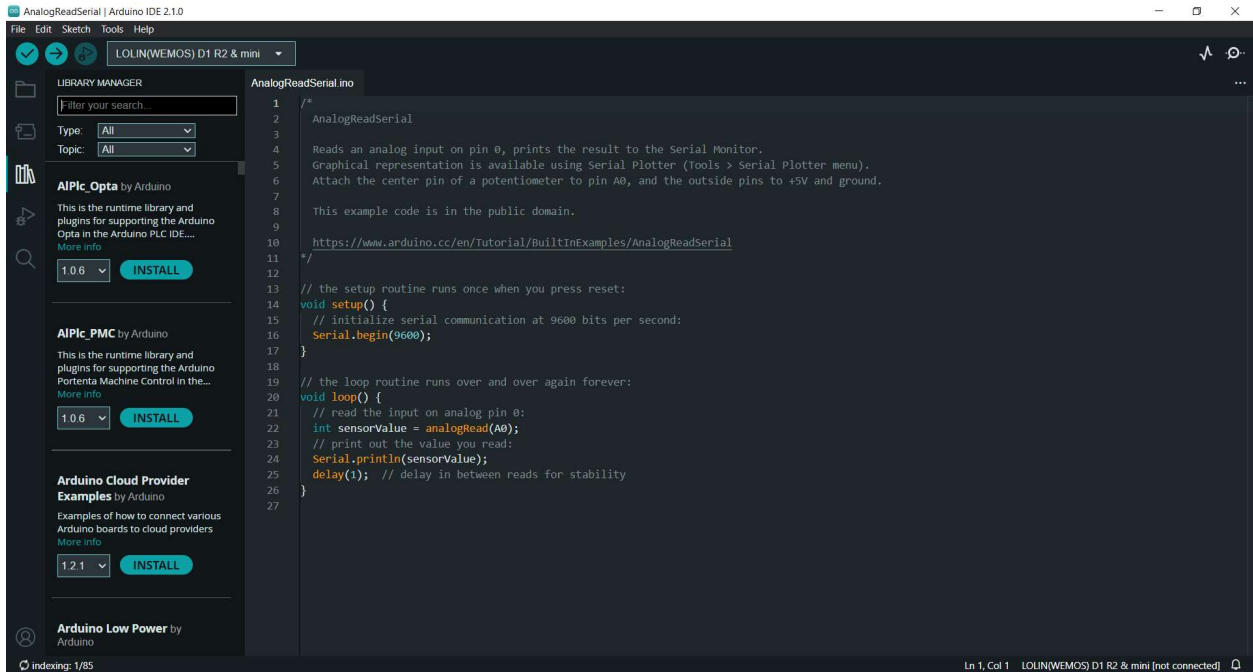 AnalogReadSerial | Arduino IDE 2.1.0
File Edit Sketch Tools Help
LOLIN(WEMOS) D1 R2 & mini
LIBRARY MANAGER
Filter your search...
Type: All
Topic: All
AIPlc_Opta by Arduino
This is the runtime library and
plugins for supporting the Arduino
Opta in the Arduino PLC IDE....
More info
1.0.6 INSTALL
AIPlc_PMC by Arduino
This is the runtime library and
plugins for supporting the Arduino
Portenta Machine Control in the...
More info
1.0.6 INSTALL
Arduino Cloud Provider
Examples by Arduino
Examples of how to connect various
Arduino boards to cloud providers
More info
1.2.1 INSTALL
Arduino Low Power by
Arduino
AnalogReadSerial.ino
1 /*
2 AnalogReadSerial
3
4 Reads an analog input on pin 0, prints the result to the Serial Monitor.
5 Graphical representation is available using Serial Plotter (Tools > Serial Plotter menu).
6 Attach the center pin of a potentiometer to pin A0, and the outside pins to +5V and ground.
7
8 This example code is in the public domain.
9
10 https://www.arduino.cc/en/Tutorial/BuiltInExamples/AnalogReadSerial
11 */
12
13 // the setup routine runs once when you press reset:
14 void setup() {
15 // initialize serial communication at 9600 bits per second:
16 Serial.begin(9600);
17 }
18
19 // the loop routine runs over and over again forever:
20 void loop() {
21 // read the input on analog pin 0:
22 int sensorValue = analogRead(A0);
23 // print out the value you read:
24 Serial.println(sensorValue);
25 delay(1);  // delay in between reads for stability
26 }
27
indexing: 1/85
Ln 1, Col 1 LOLIN(WEMOS) D1 R2 & mini [not connected]